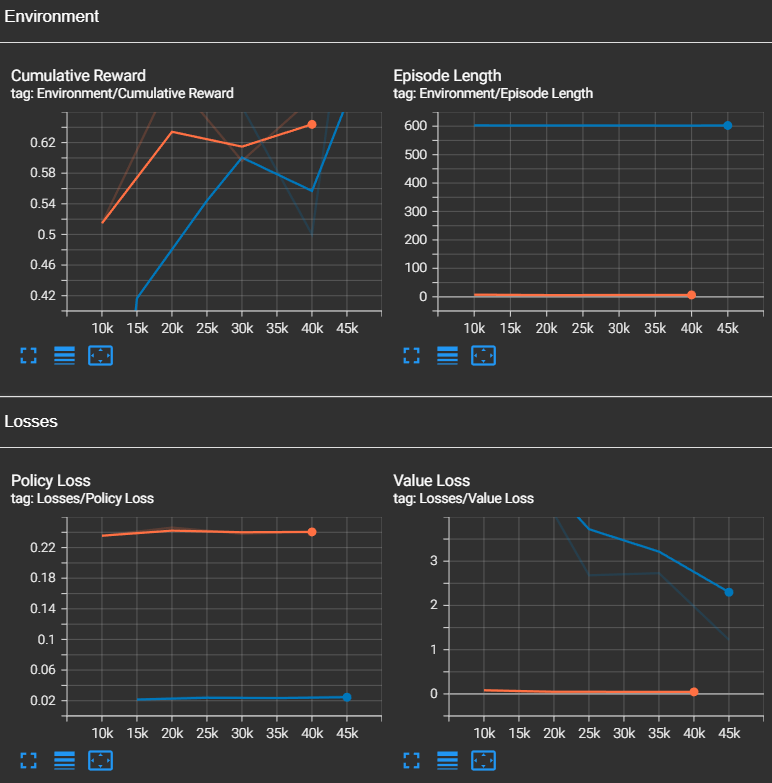 Environment
Cumulative Reward
tag: Environment/Cumulative Reward
0.62
0.58
0.54
0.5
0.46
0.42
10k 15k 20k 25k 30k 35k 40k 45k
Episode Length
tag: Environment/Episode Length
600
500
400
300
200
100
0
10k 15k 20k 25k 30k 35k 40k 45k
Losses
Policy Loss
tag: Losses/Policy Loss
0.22
0.18
0.14
0.1
0.06
0.02
10k 15k 20k 25k 30k 35k 40k 45k
Value Loss
tag: Losses/Value Loss
3
2
1
0
10k 15k 20k 25k 30k 35k 40k 45k